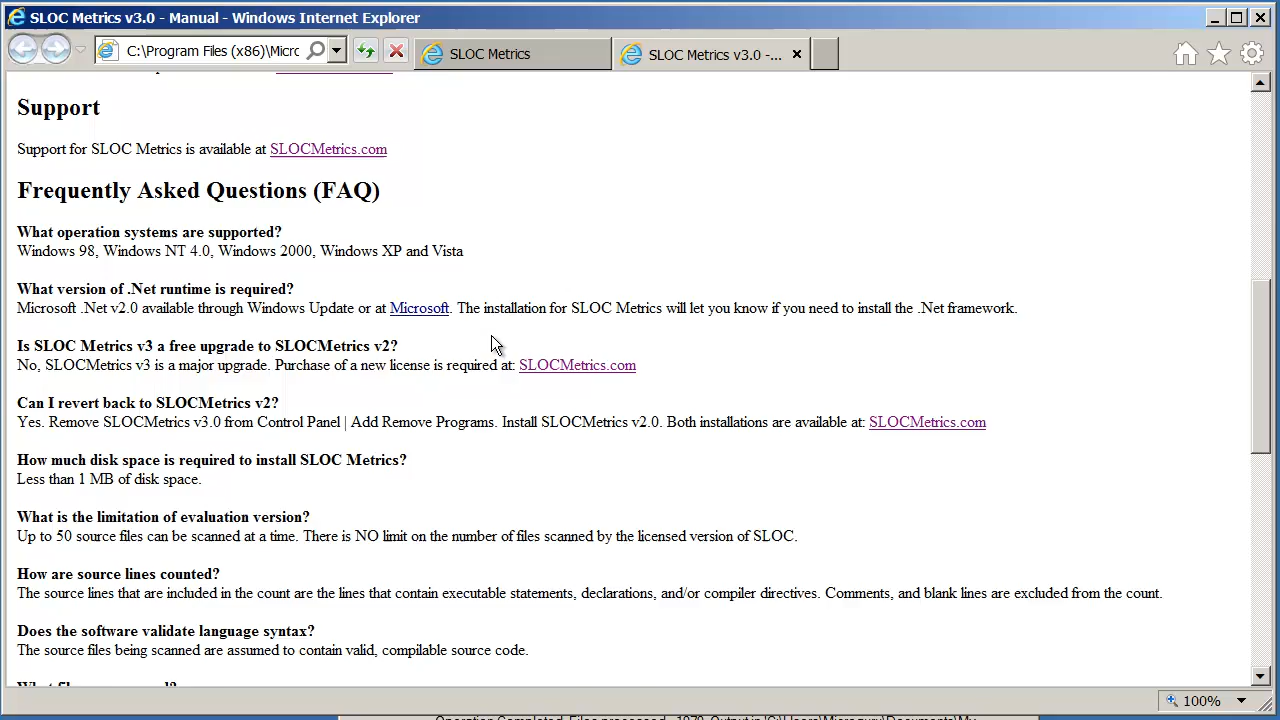 SLOC Metrics v3.0 - Manual - Windows Internet Explorer
C:\Program Files (x86)\Micro
SLOC Metrics
SLOC Metrics v3.0 -...
Support
Support for SLOC Metrics is available at SLOCMetrics.com
Frequently Asked Questions (FAQ)
What operation systems are supported?
Windows 98, Windows NT 4.0, Windows 2000, Windows XP and Vista
What version of .Net runtime is required?
Microsoft .Net v2.0 available through Windows Update or at Microsoft. The installation for SLOC Metrics will let you know if you need to install the .Net framework.
Is SLOC Metrics v3 a free upgrade to SLOCMetrics v2?
No, SLOCMetrics v3 is a major upgrade. Purchase of a new license is required at: SLOCMetrics.com
Can I revert back to SLOCMetrics v2?
Yes. Remove SLOCMetrics v3.0 from Control Panel | Add Remove Programs. Install SLOCMetrics v2.0. Both installations are available at: SLOCMetrics.com
How much disk space is required to install SLOC Metrics?
Less than 1 MB of disk space.
What is the limitation of evaluation version?
Up to 50 source files can be scanned at a time. There is NO limit on the number of files scanned by the licensed version of SLOC.
How are source lines counted?
The source lines that are included in the count are the lines that contain executable statements, declarations, and/or compiler directives. Comments, and blank lines are excluded from the count.
Does the software validate language syntax?
The source files being scanned are assumed to contain valid, compilable source code.
100%